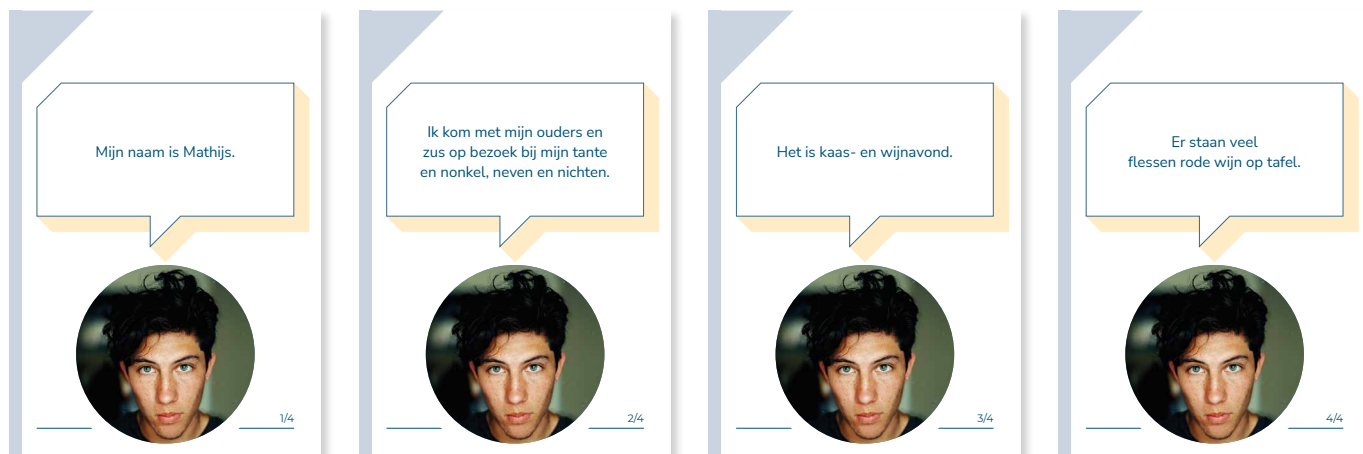 Mijn naam is Mathijs.
1/4
Ik kom met mijn ouders en
zus op bezoek bij mijn tante
en nonkel, neven en nichten.
2/4
Het is kaas- en wijnavond.
3/4
Er staan veel
flessen rode wijn op tafel.
4/4